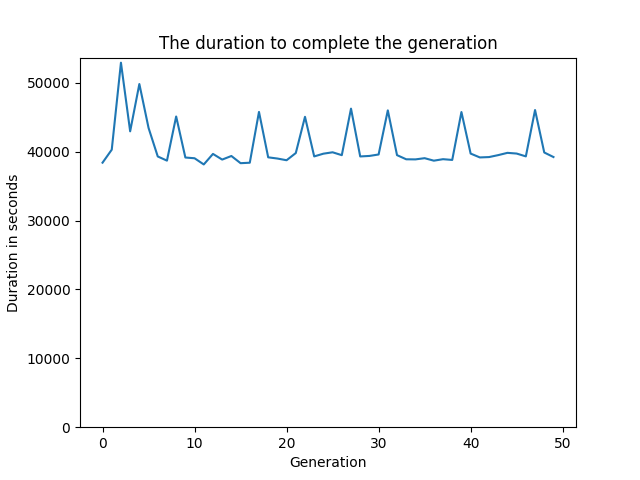 The duration to complete the generation
50000
40000
30000
20000
10000
0
Duration in seconds
0 10 20 30 40 50
Generation